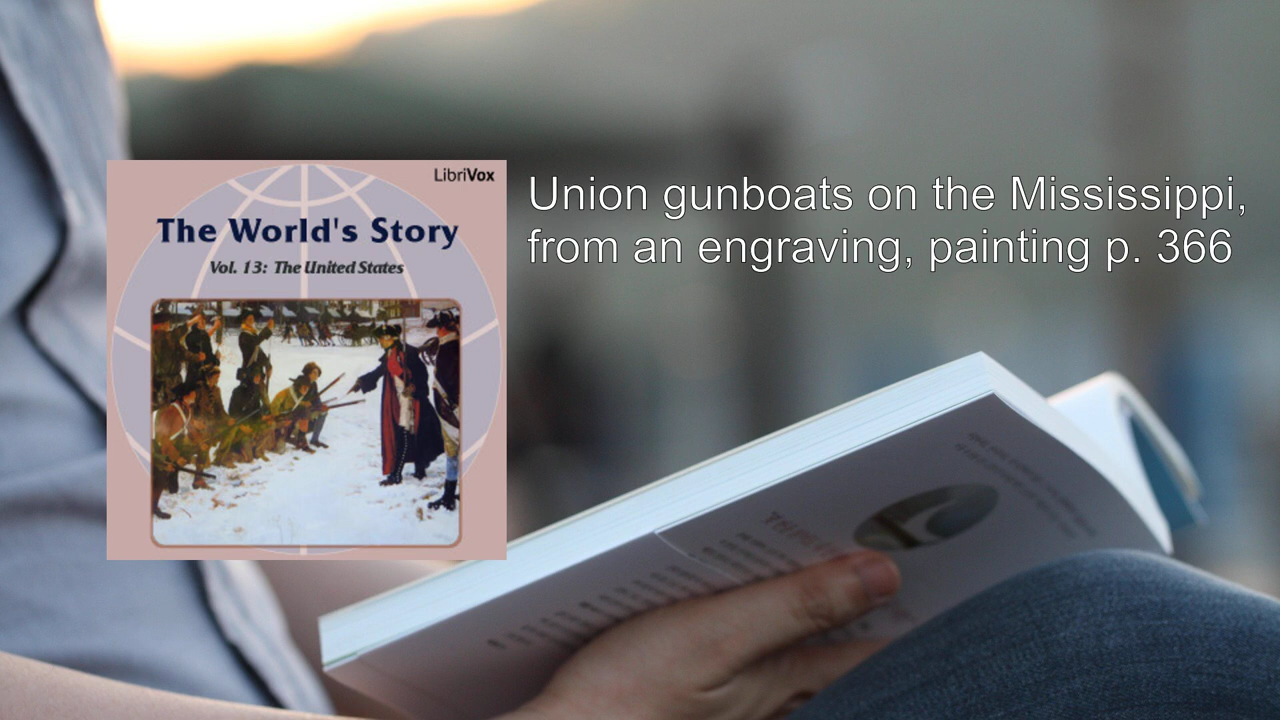 LibriVox
The World's Story
Vol. 13: The United States
Union gunboats on the Mississippi,
from an engraving, painting p. 366